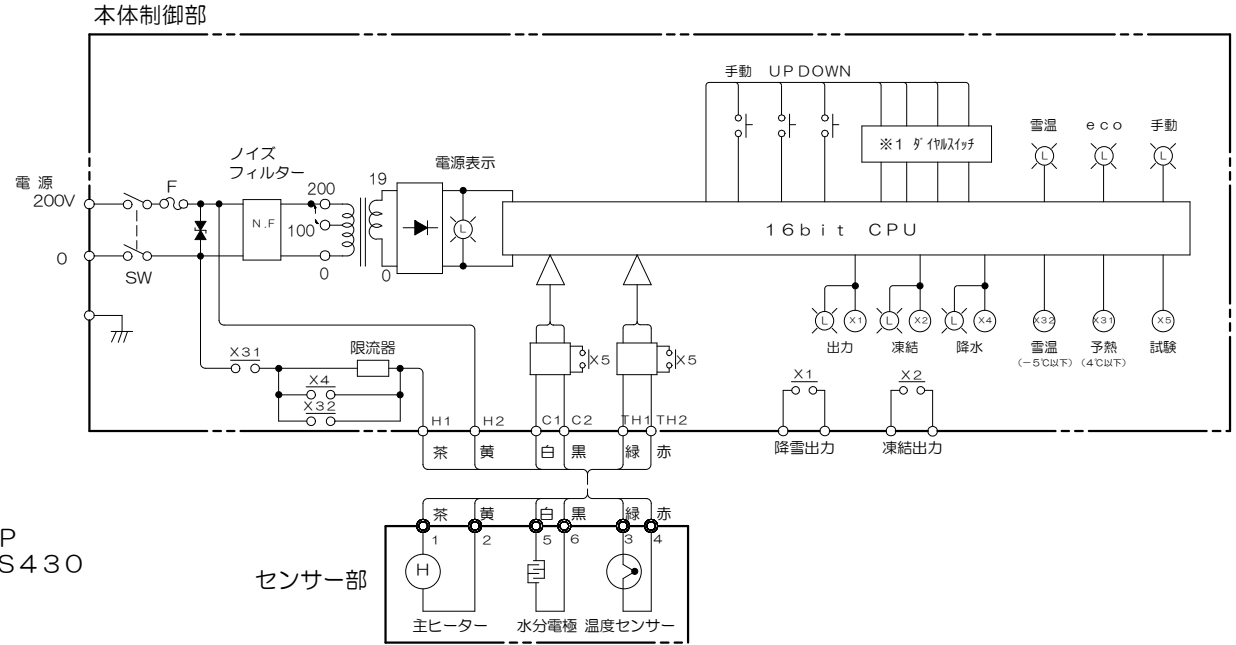 本体制御部
手動 UP DOWN
雪温 eco 手動
L L L
※1 ダイヤルスイッチ
ノイズ
フィルター
電源表示
電源
200V
F
200
19
N.F
100
L
16bit CPU
0
SW
0
0
L X1 L X2 L X4 X32 X31 X5
出力 凍結 降水 雪温 予熱 試験
(－5℃以下) (4℃以下)
X31
限流器
X5
X5
X4
X32
X1
X2
H1 H2 C1 C2 TH1 TH2
降雪出力 凍結出力
茶 黄 白 黒 緑 赤
茶 黄 白 黒 緑 赤
1 2 5 6 3 4
P
S430
センサー部
H
主ヒーター 水分電極 温度センサー